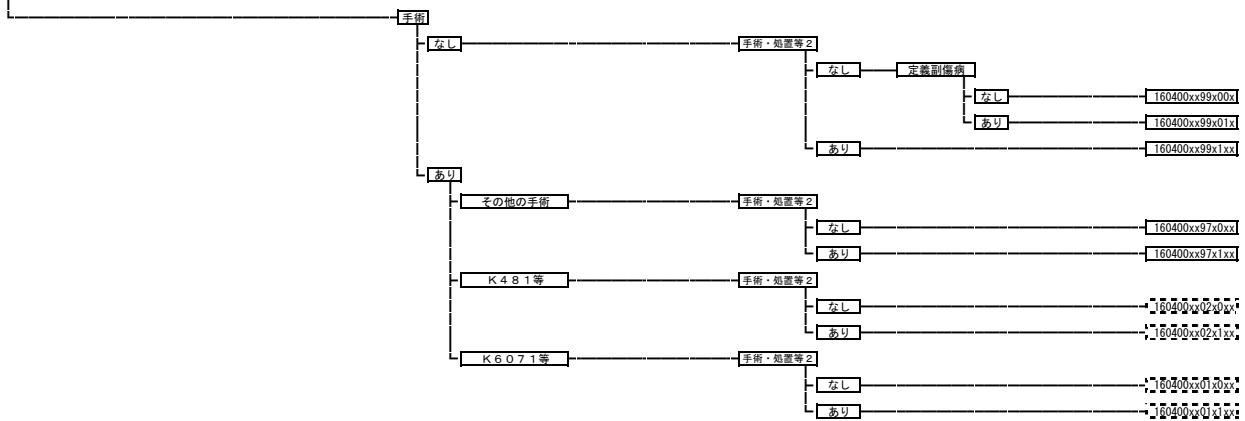 手術
なし 手術・処置等2
なし 定義副傷病
なし 160400xx99x00x
あり 160400xx99x01x
あり 160400xx99x1xx
あり
その他の手術 手術・処置等2
なし 160400xx97x0xx
あり 160400xx97x1xx
K481等 手術・処置等2
なし 160400xx02x0xx
あり 160400xx02x1xx
K6071等 手術・処置等2
なし 160400xx01x0xx
あり 160400xx01x1xx